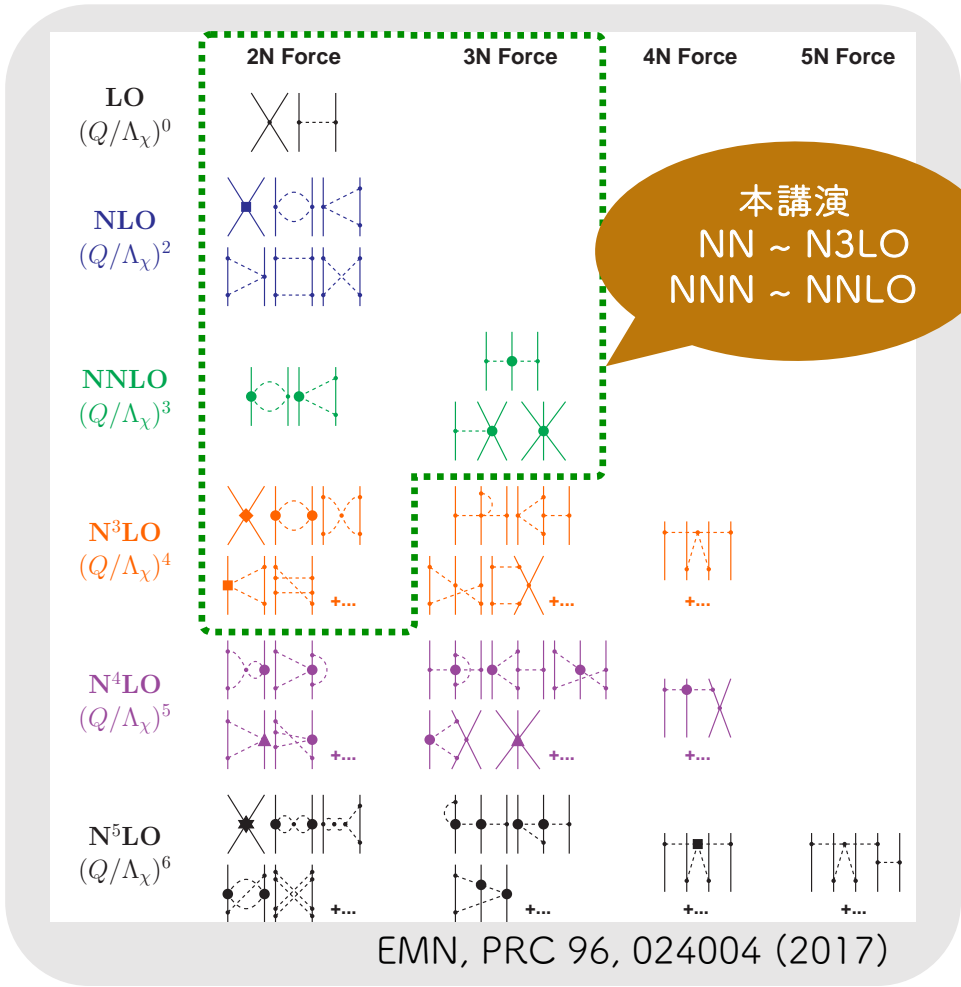 2N Force 3N Force 4N Force 5N Force
LO
(Q/Λχ)⁰
NLO
(Q/Λχ)²
本講演
NN ~ N3LO
NNN ~ NNLO
NNLO
(Q/Λχ)³
N³LO
(Q/Λχ)⁴
+... +... +...
N⁴LO
(Q/Λχ)⁵
+... +... +...
N⁵LO
(Q/Λχ)⁶
+... +... +... +...
EMN, PRC 96, 024004 (2017)